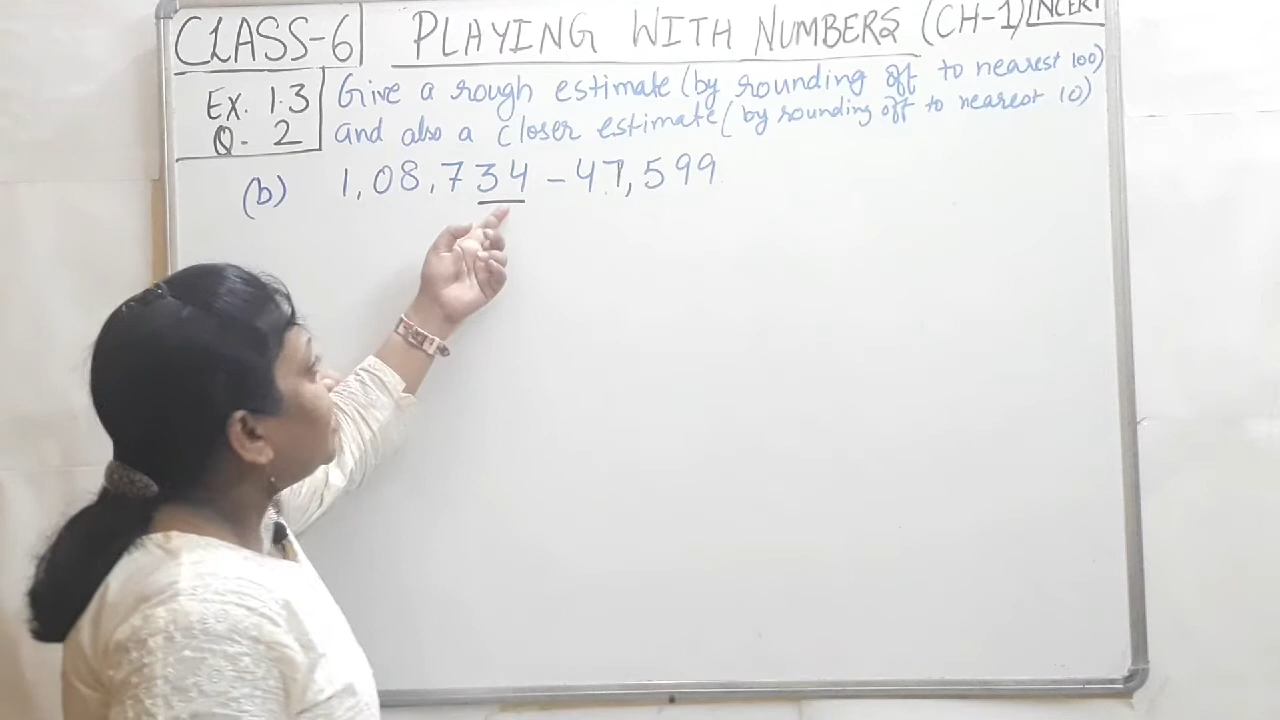 CLASS-6 PLAYING WITH NUMBERS (CH-1) NCERT
Ex. 1.3 Give a rough estimate (by rounding off to nearest 100)
Q. 2 and also a closer estimate (by rounding off to nearest 10)
(b) 1,08,734 - 47,599